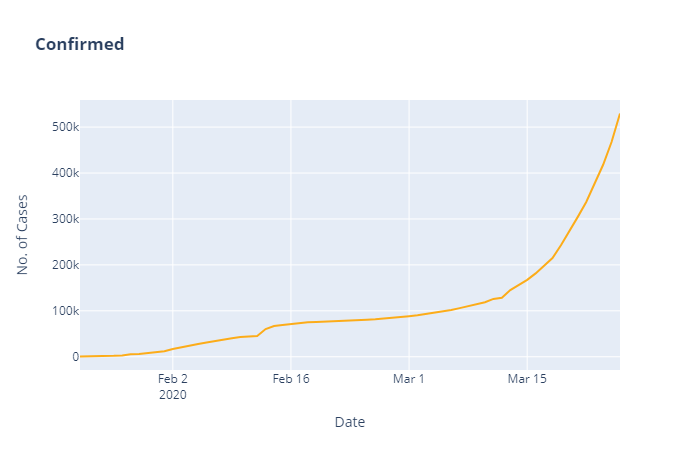 Confirmed
500k
400k
300k
200k
100k
0
No. of Cases
Feb 2
2020
Feb 16
Mar 1
Mar 15
Date